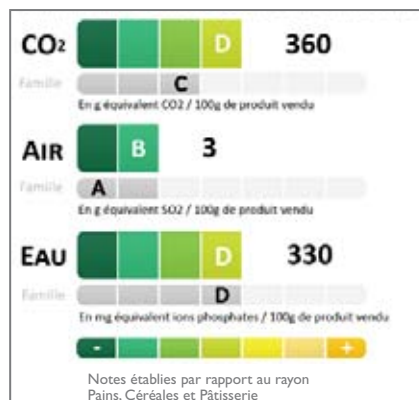 CO2 D 360
Famille C
En g équivalent CO2 / 100g de produit vendu
AIR B 3
Famille A
En g équivalent SO2 / 100g de produit vendu
EAU D 330
Famille D
En mg équivalent ions phosphates / 100g de produit vendu
- +
Notes établies par rapport au rayon
Pains, Céréales et Pâtisserie